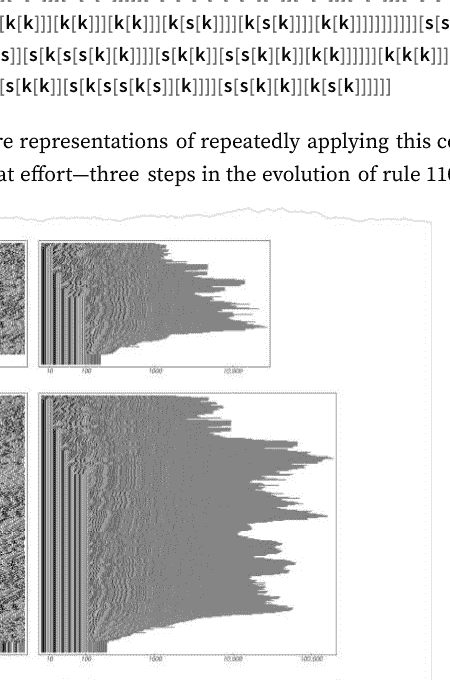 [k[k]]][k[k]]][k[k]]][k[s[k]]]][k[k]]][s[k]]]][k[k]]]]]]]]]]]][s[s
s]][s[k[s[k][k]]]][s[k][s[s[k][s[k][k[k]]]]]][k[k[k]]]
[s[k[k]][s[k[s[s[k[s]][k]]]][s[s[k][k]][k[s[k]]]]]]
re representations of repeatedly applying this co
at effort—three steps in the evolution of rule 110
10 100 1000 10,000
10 100 1000 10,000 100,000